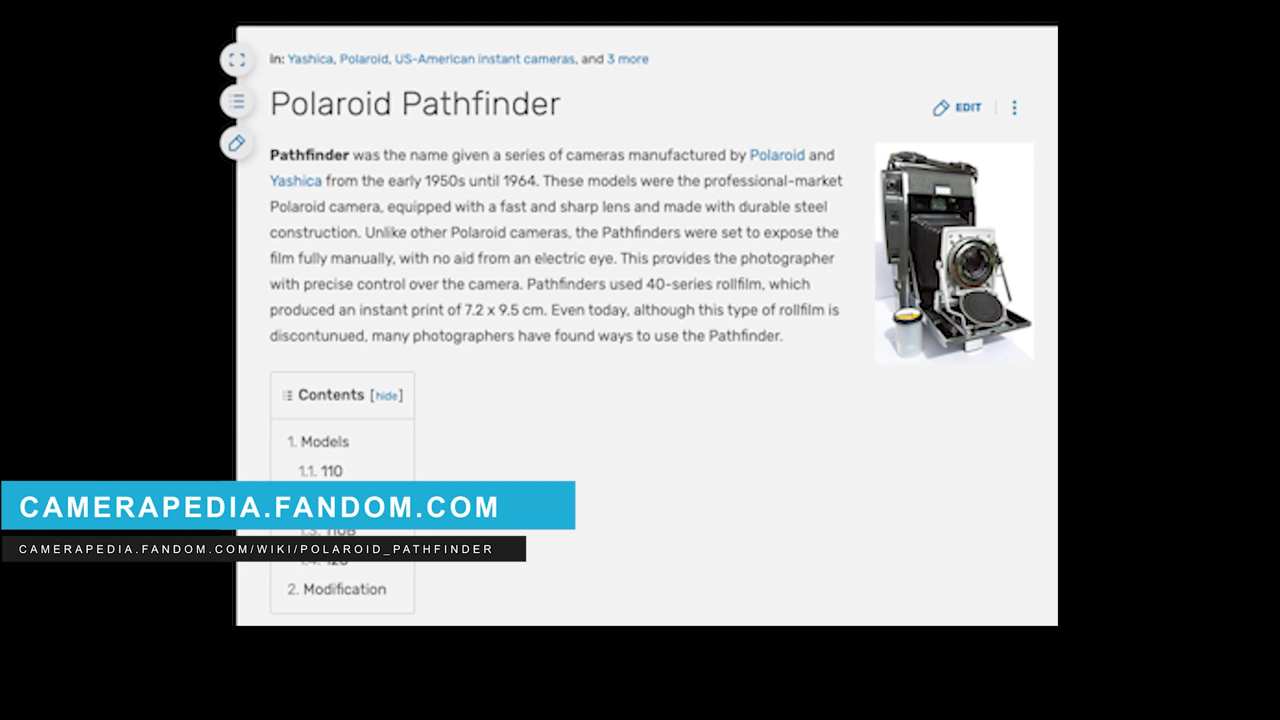 In: Yashica, Polaroid, US-American instant cameras, and 3 more
Polaroid Pathfinder
EDIT
Pathfinder was the name given a series of cameras manufactured by Polaroid and
Yashica from the early 1950s until 1964. These models were the professional-market
Polaroid camera, equipped with a fast and sharp lens and made with durable steel
construction. Unlike other Polaroid cameras, the Pathfinders were set to expose the
film fully manually, with no aid from an electric eye. This provides the photographer
with precise control over the camera. Pathfinders used 40-series rollfilm, which
produced an instant print of 7.2 x 9.5 cm. Even today, although this type of rollfilm is
discontunued, many photographers have found ways to use the Pathfinder.
Contents [hide]
1. Models
1.1. 110
CAMERAPEDIA.FANDOM.COM
1.3. 110B
CAMERAPEDIA.FANDOM.COM/WIKI/POLAROID_PATHFINDER
1.4. 120
2. Modification